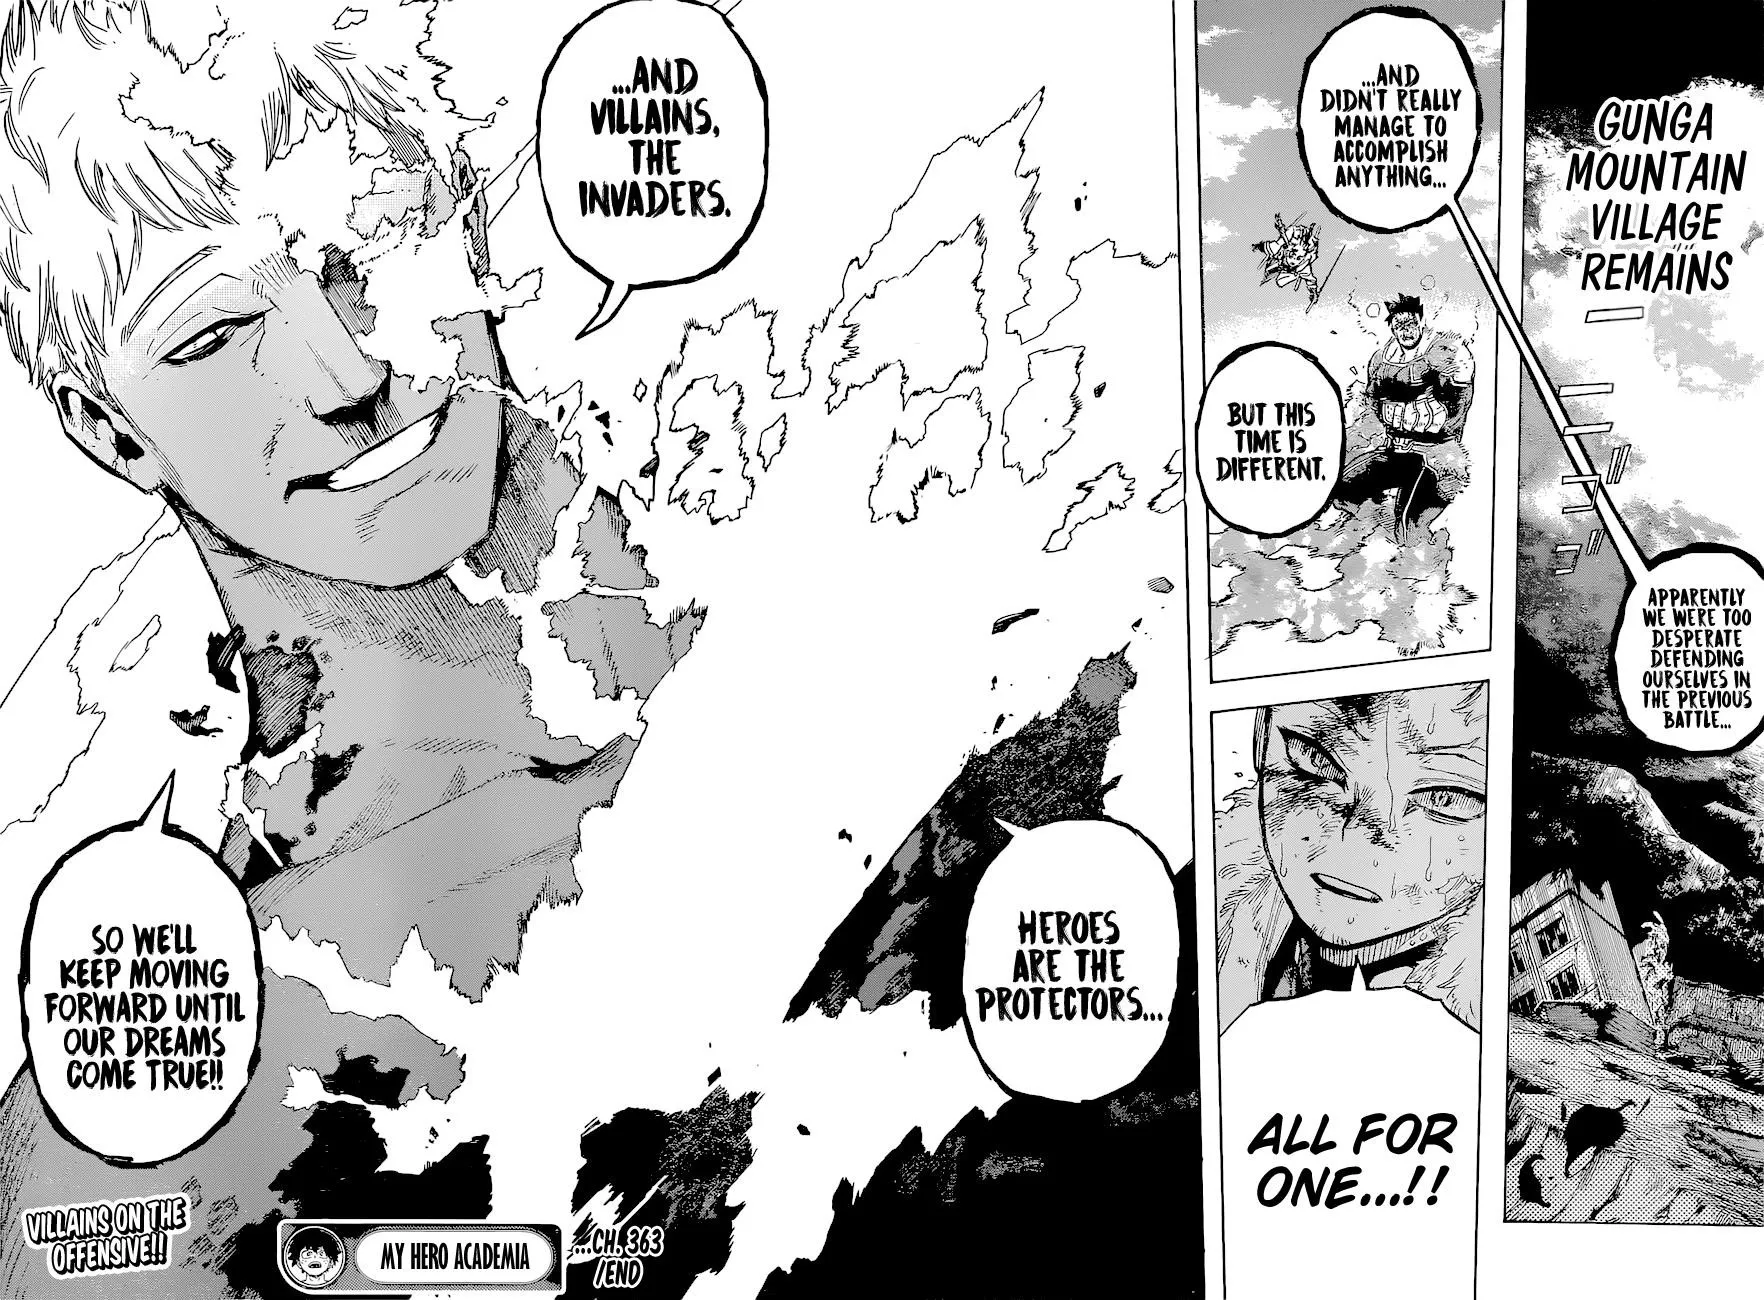 GUNGA
MOUNTAIN
VILLAGE
REMAINS
APPARENTLY
WE WERE TOO
DESPERATE
DEFENDING
OURSELVES IN
THE PREVIOUS
BATTLE...
...AND
DIDN'T REALLY
MANAGE TO
ACCOMPLISH
ANYTHING...
BUT THIS
TIME IS
DIFFERENT.
ALL FOR
ONE...!!
...AND
VILLAINS,
THE
INVADERS.
HEROES
ARE THE
PROTECTORS...
SO WE'LL
KEEP MOVING
FORWARD UNTIL
OUR DREAMS
COME TRUE!!
VILLAINS ON THE
OFFENSIVE!!
MY HERO ACADEMIA
...CH. 363
/END